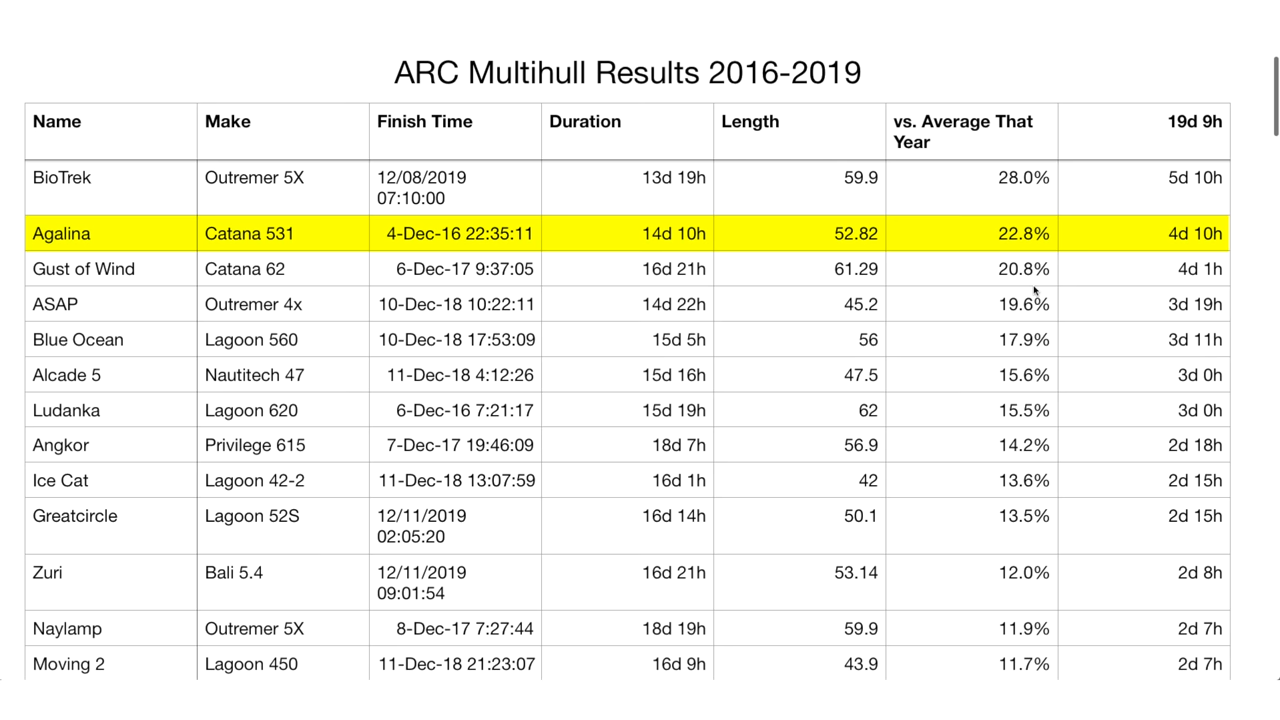 ARC Multihull Results 2016-2019
Name Make Finish Time Duration Length vs. Average That Year 19d 9h
BioTrek Outremer 5X 12/08/2019 07:10:00 13d 19h 59.9 28.0% 5d 10h
Agalina Catana 531 4-Dec-16 22:35:11 14d 10h 52.82 22.8% 4d 10h
Gust of Wind Catana 62 6-Dec-17 9:37:05 16d 21h 61.29 20.8% 4d 1h
ASAP Outremer 4x 10-Dec-18 10:22:11 14d 22h 45.2 19.6% 3d 19h
Blue Ocean Lagoon 560 10-Dec-18 17:53:09 15d 5h 56 17.9% 3d 11h
Alcade 5 Nautitech 47 11-Dec-18 4:12:26 15d 16h 47.5 15.6% 3d 0h
Ludanka Lagoon 620 6-Dec-16 7:21:17 15d 19h 62 15.5% 3d 0h
Angkor Privilege 615 7-Dec-17 19:46:09 18d 7h 56.9 14.2% 2d 18h
Ice Cat Lagoon 42-2 11-Dec-18 13:07:59 16d 1h 42 13.6% 2d 15h
Greatcircle Lagoon 52S 12/11/2019 02:05:20 16d 14h 50.1 13.5% 2d 15h
Zuri Bali 5.4 12/11/2019 09:01:54 16d 21h 53.14 12.0% 2d 8h
Naylamp Outremer 5X 8-Dec-17 7:27:44 18d 19h 59.9 11.9% 2d 7h
Moving 2 Lagoon 450 11-Dec-18 21:23:07 16d 9h 43.9 11.7% 2d 7h